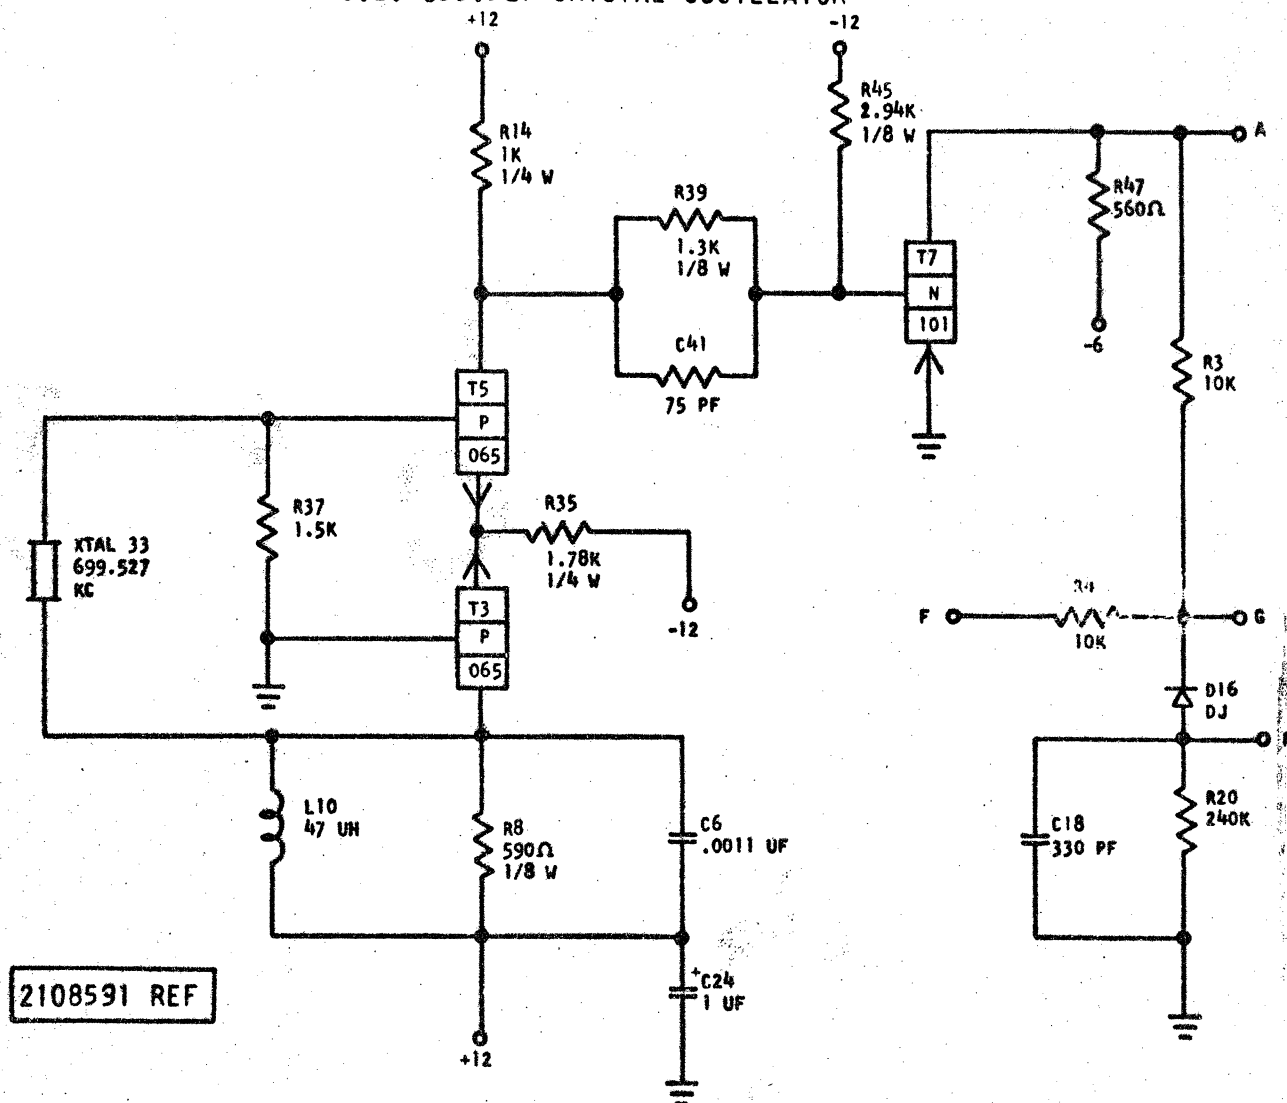 CRYSTAL OSCILLATOR
+12
-12
R14
1K
1/4 W
R45
2.94K
1/8 W
A
R39
1.3K
1/8 W
R47
560Ω
T7
N
101
C41
75 PF
-6
R3
10K
T5
P
065
R37
1.5K
R35
1.78K
1/4 W
XTAL 33
699.527
KC
T3
P
065
-12
F
R4
10K
G
D16
DJ
L10
47 UH
R8
590Ω
1/8 W
C6
.0011 UF
C18
330 PF
R20
240K
2108591 REF
+
C24
1 UF
+12